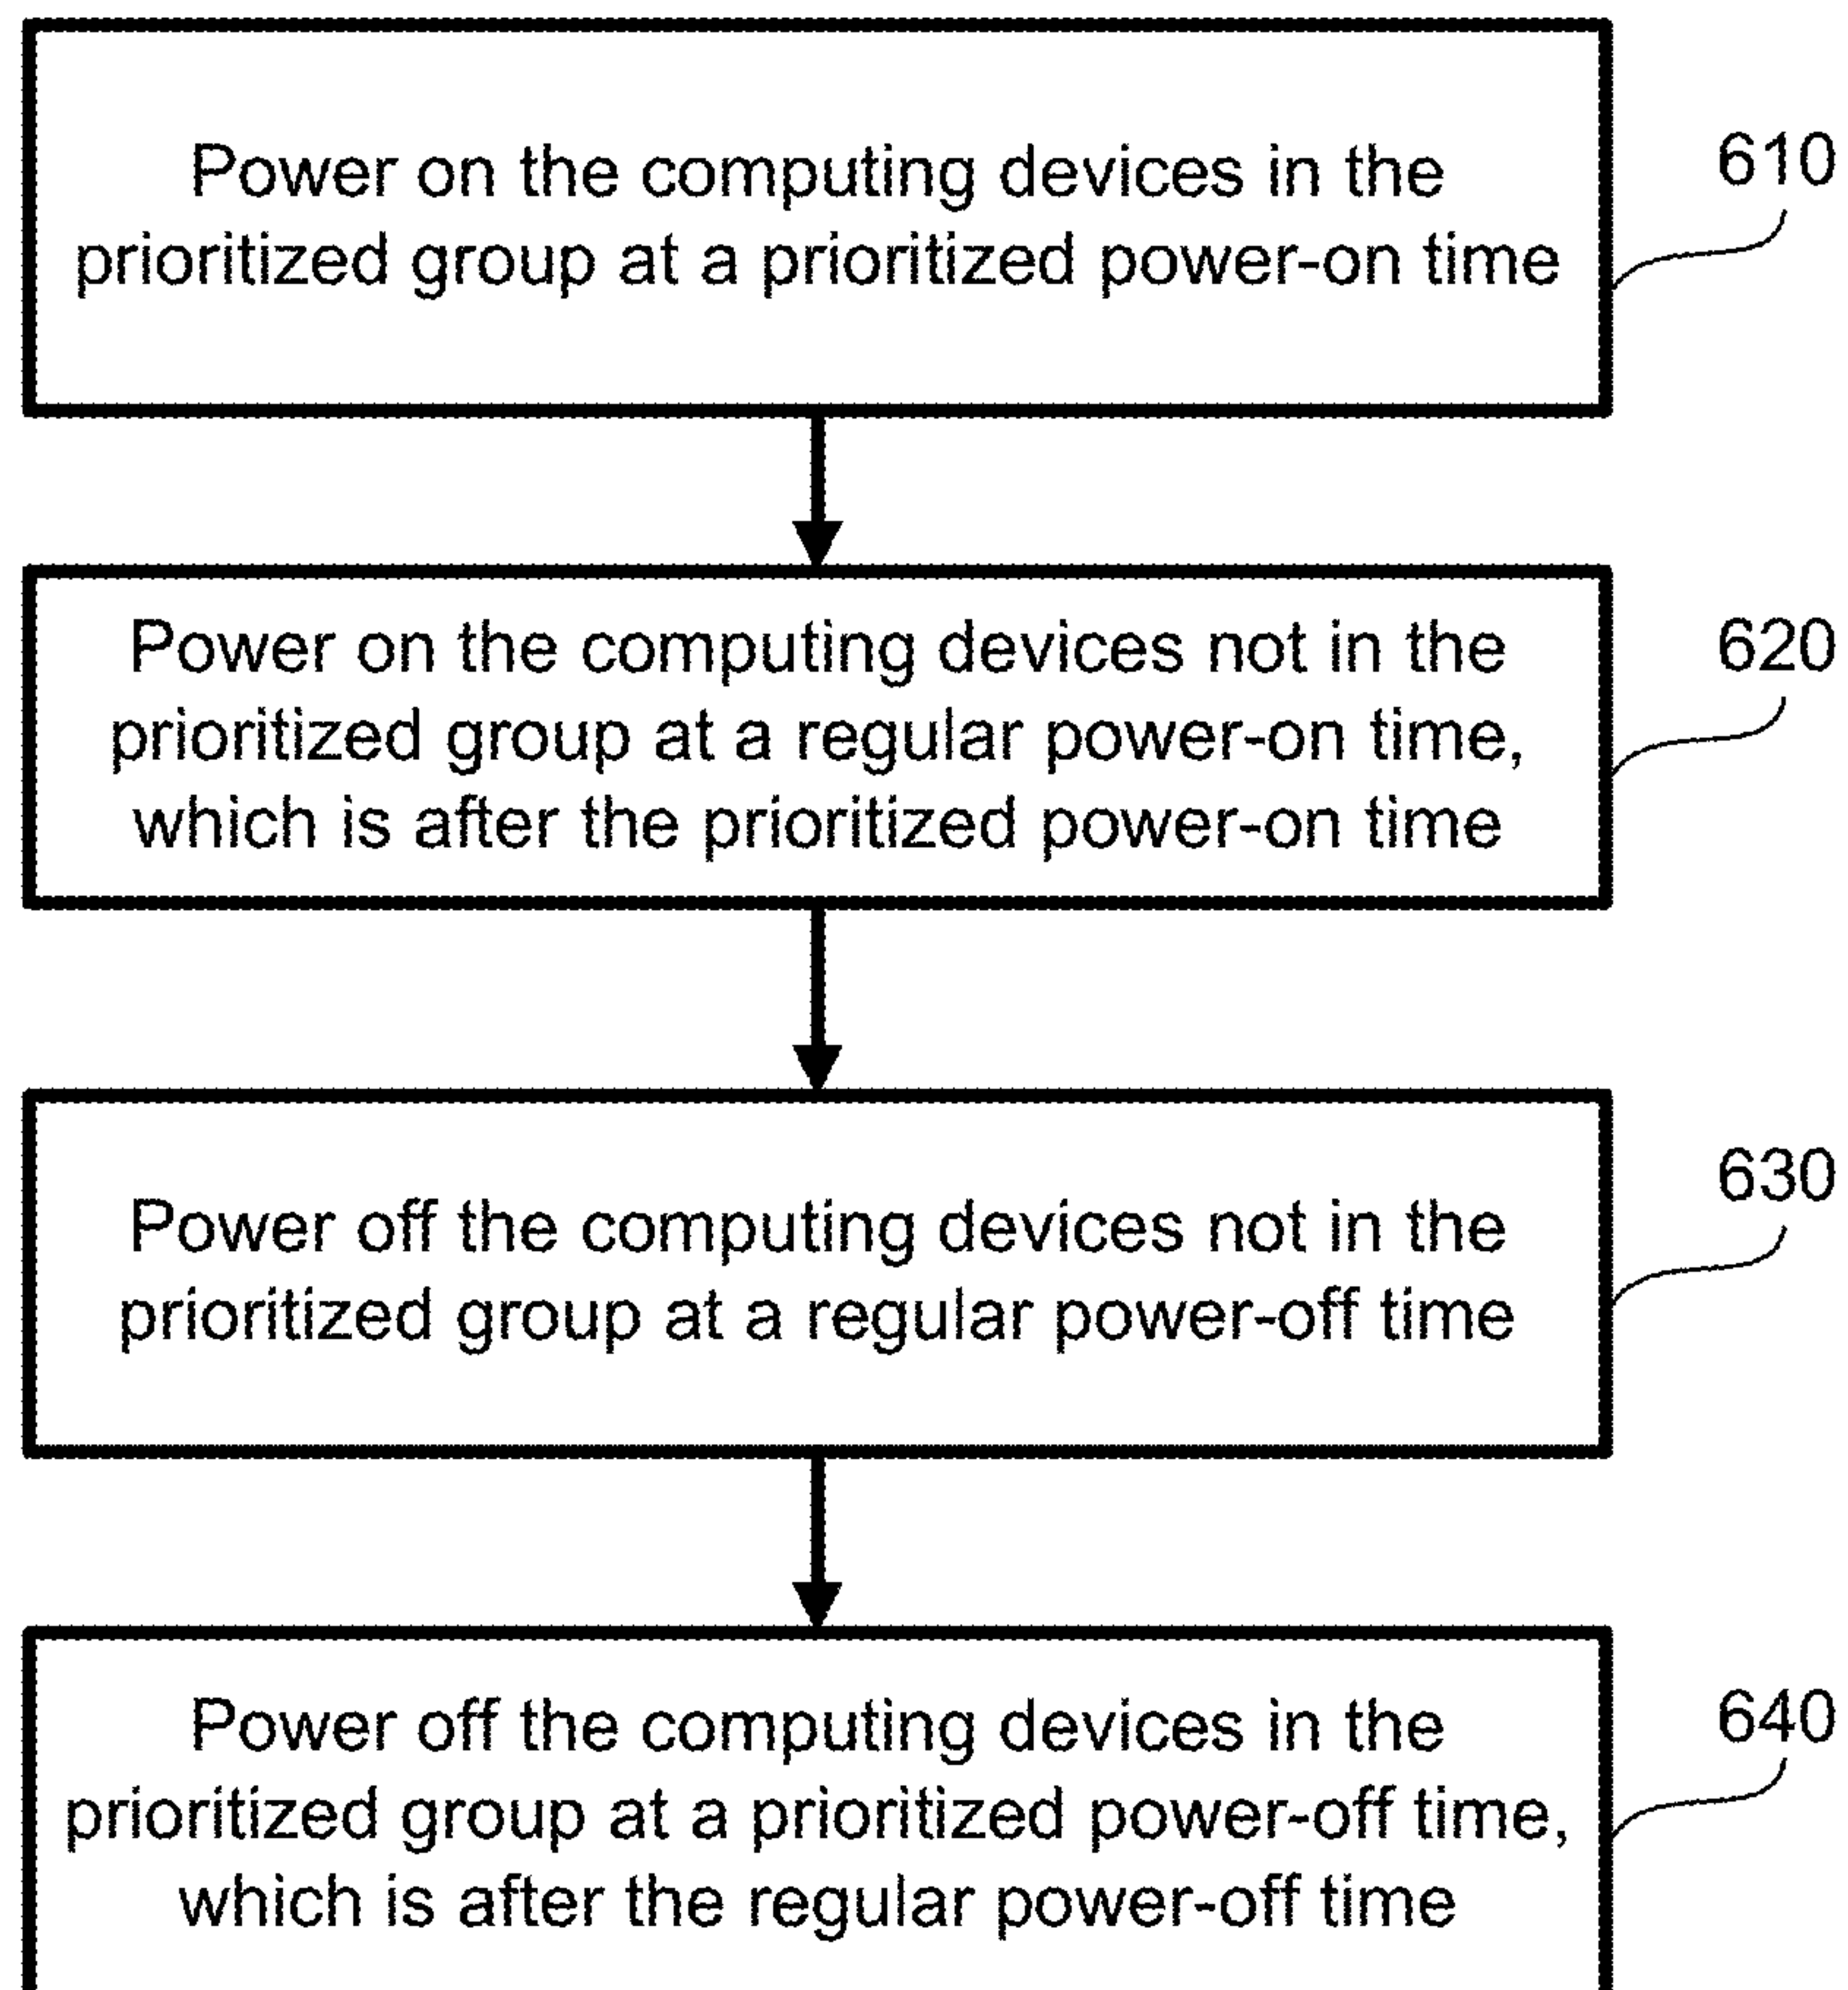 Power on the computing devices in the
prioritized group at a prioritized power-on time
610
Power on the computing devices not in the
prioritized group at a regular power-on time,
which is after the prioritized power-on time
620
Power off the computing devices not in the
prioritized group at a regular power-off time
630
Power off the computing devices in the
prioritized group at a prioritized power-off time,
which is after the regular power-off time
640